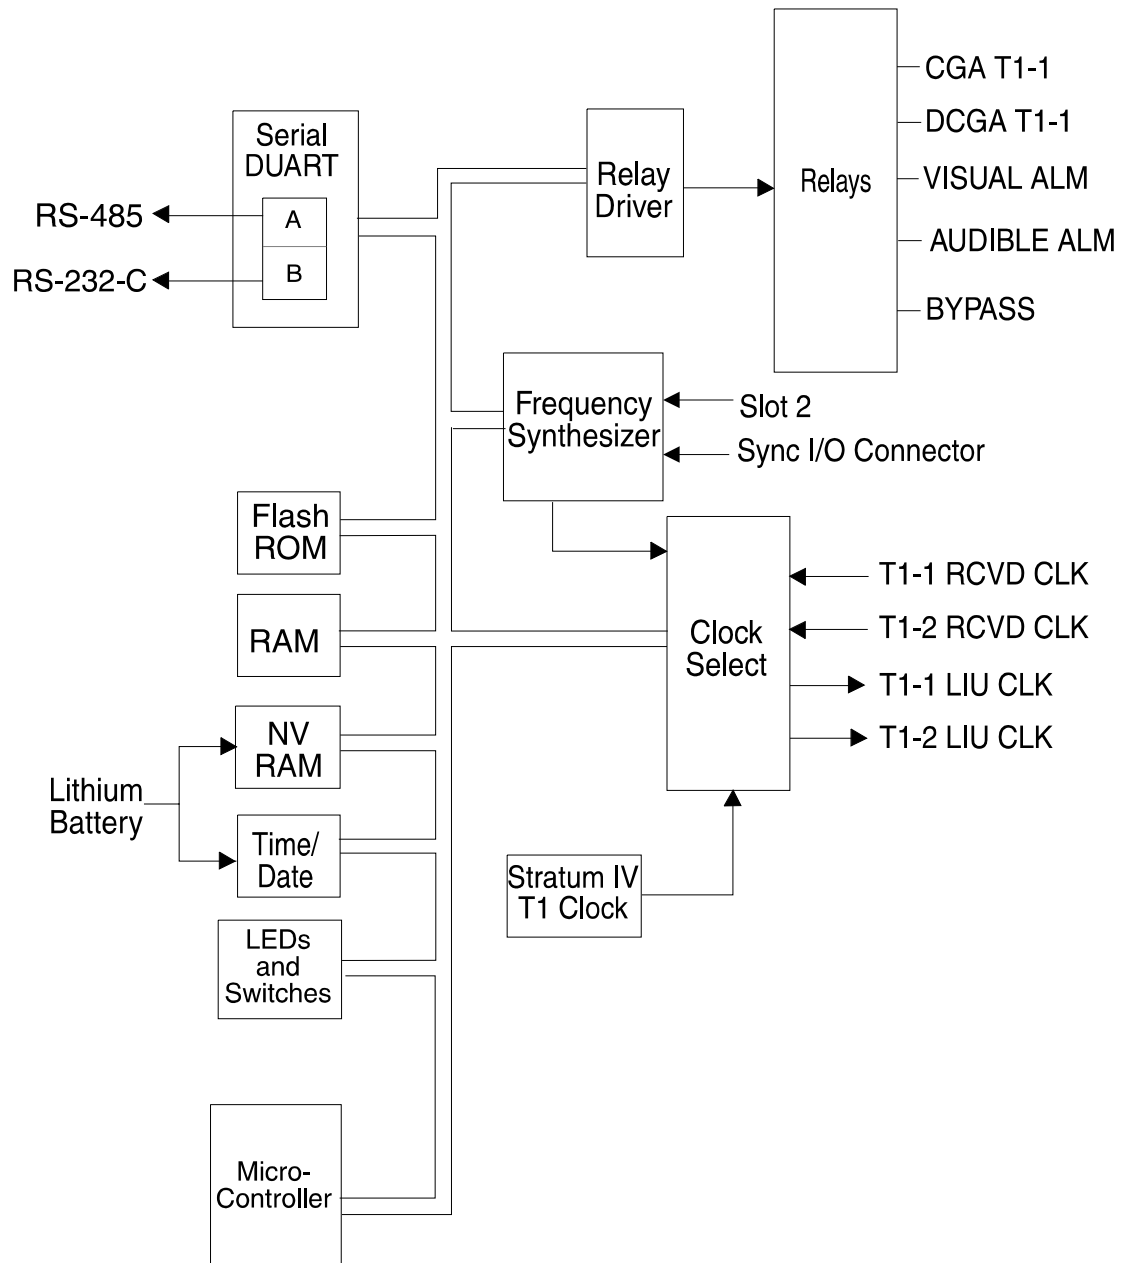 Serial
DUART
A
B
RS-485
RS-232-C
Relay
Driver
Relays
CGA T1-1
DCGA T1-1
VISUAL ALM
AUDIBLE ALM
BYPASS
Frequency
Synthesizer
Slot 2
Sync I/O Connector
Flash
ROM
RAM
NV
RAM
Lithium
Battery
Time/
Date
LEDs
and
Switches
Micro-
Controller
Clock
Select
T1-1 RCVD CLK
T1-2 RCVD CLK
T1-1 LIU CLK
T1-2 LIU CLK
Stratum IV
T1 Clock